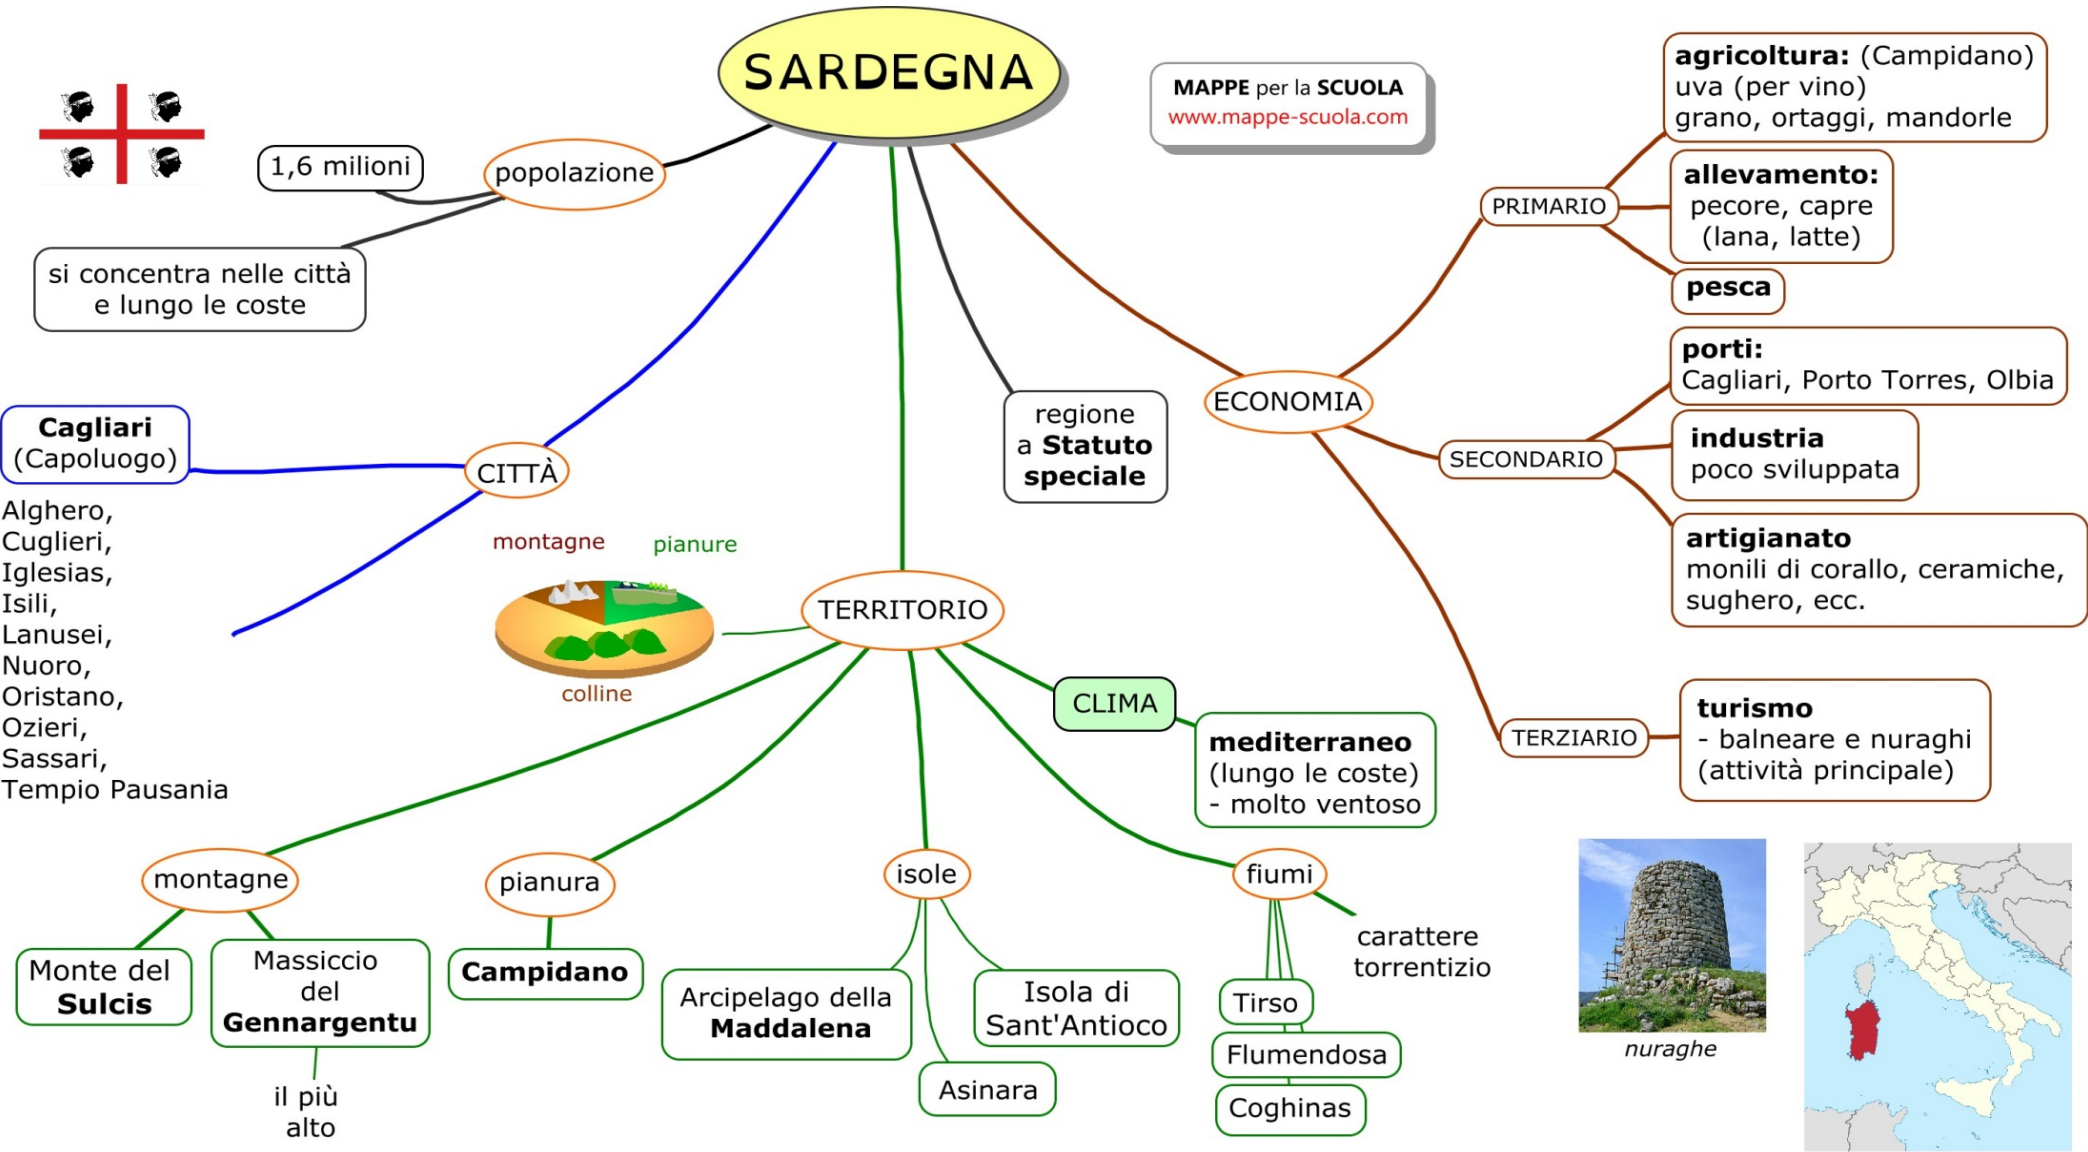 SARDEGNA
MAPPE per la SCUOLA
www.mappe-scuola.com
popolazione
1,6 milioni
si concentra nelle città
e lungo le coste
CITTÀ
Cagliari
(Capoluogo)
Alghero,
Cuglieri,
Iglesias,
Isili,
Lanusei,
Nuoro,
Oristano,
Ozieri,
Sassari,
Tempio Pausania
regione
a Statuto
speciale
ECONOMIA
PRIMARIO
agricoltura: (Campidano)
uva (per vino)
grano, ortaggi, mandorle
allevamento:
pecore, capre
(lana, latte)
pesca
SECONDARIO
porti:
Cagliari, Porto Torres, Olbia
industria
poco sviluppata
artigianato
monili di corallo, ceramiche,
sughero, ecc.
TERZIARIO
turismo
- balneare e nuraghi
(attività principale)
TERRITORIO
montagne
pianure
colline
CLIMA
mediterraneo
(lungo le coste)
- molto ventoso
montagne
Monte del
Sulcis
Massiccio
del
Gennargentu
il più
alto
pianura
Campidano
isole
Arcipelago della
Maddalena
Asinara
Isola di
Sant'Antioco
fiumi
carattere
torrentizio
Tirso
Flumendosa
Coghinas
nuraghe